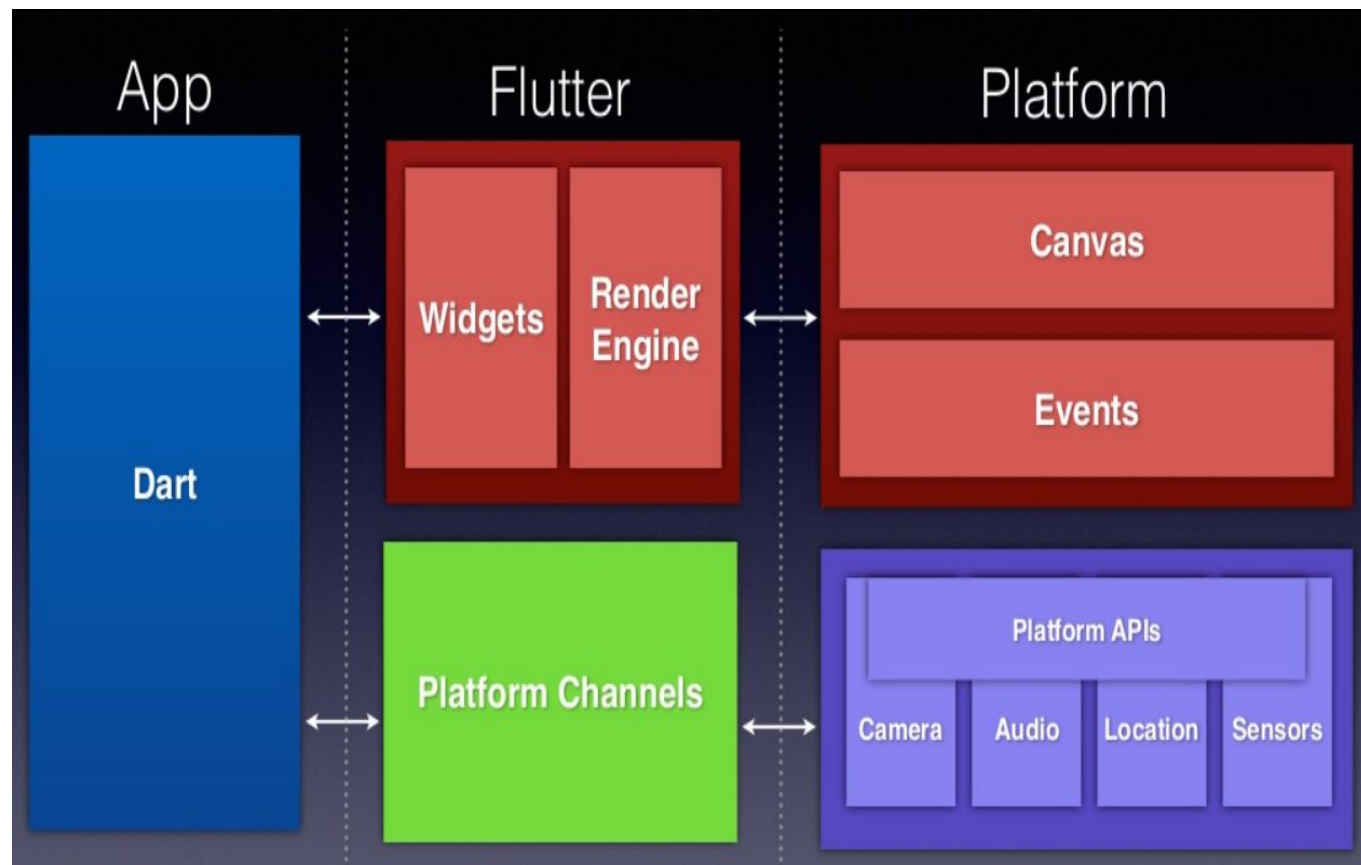 App
Flutter
Platform
Dart
Widgets
Render
Engine
Canvas
Events
Platform Channels
Platform APIs
Camera
Audio
Location
Sensors